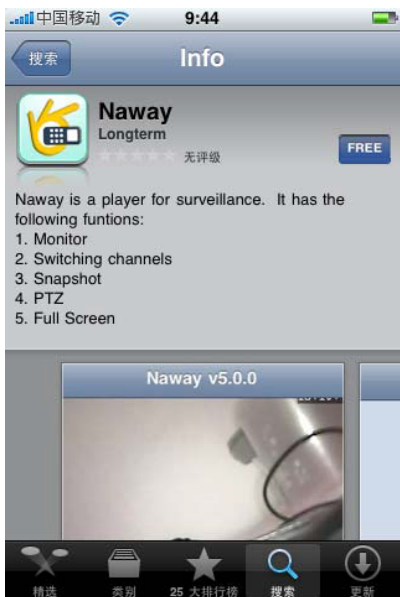 中国移动 9:44
搜索 Info
Naway
Longterm
无评级 FREE
Naway is a player for surveillance. It has the
following funtions:
1. Monitor
2. Switching channels
3. Snapshot
4. PTZ
5. Full Screen
Naway v5.0.0
精选 类别 25 大排行榜 搜索 更新